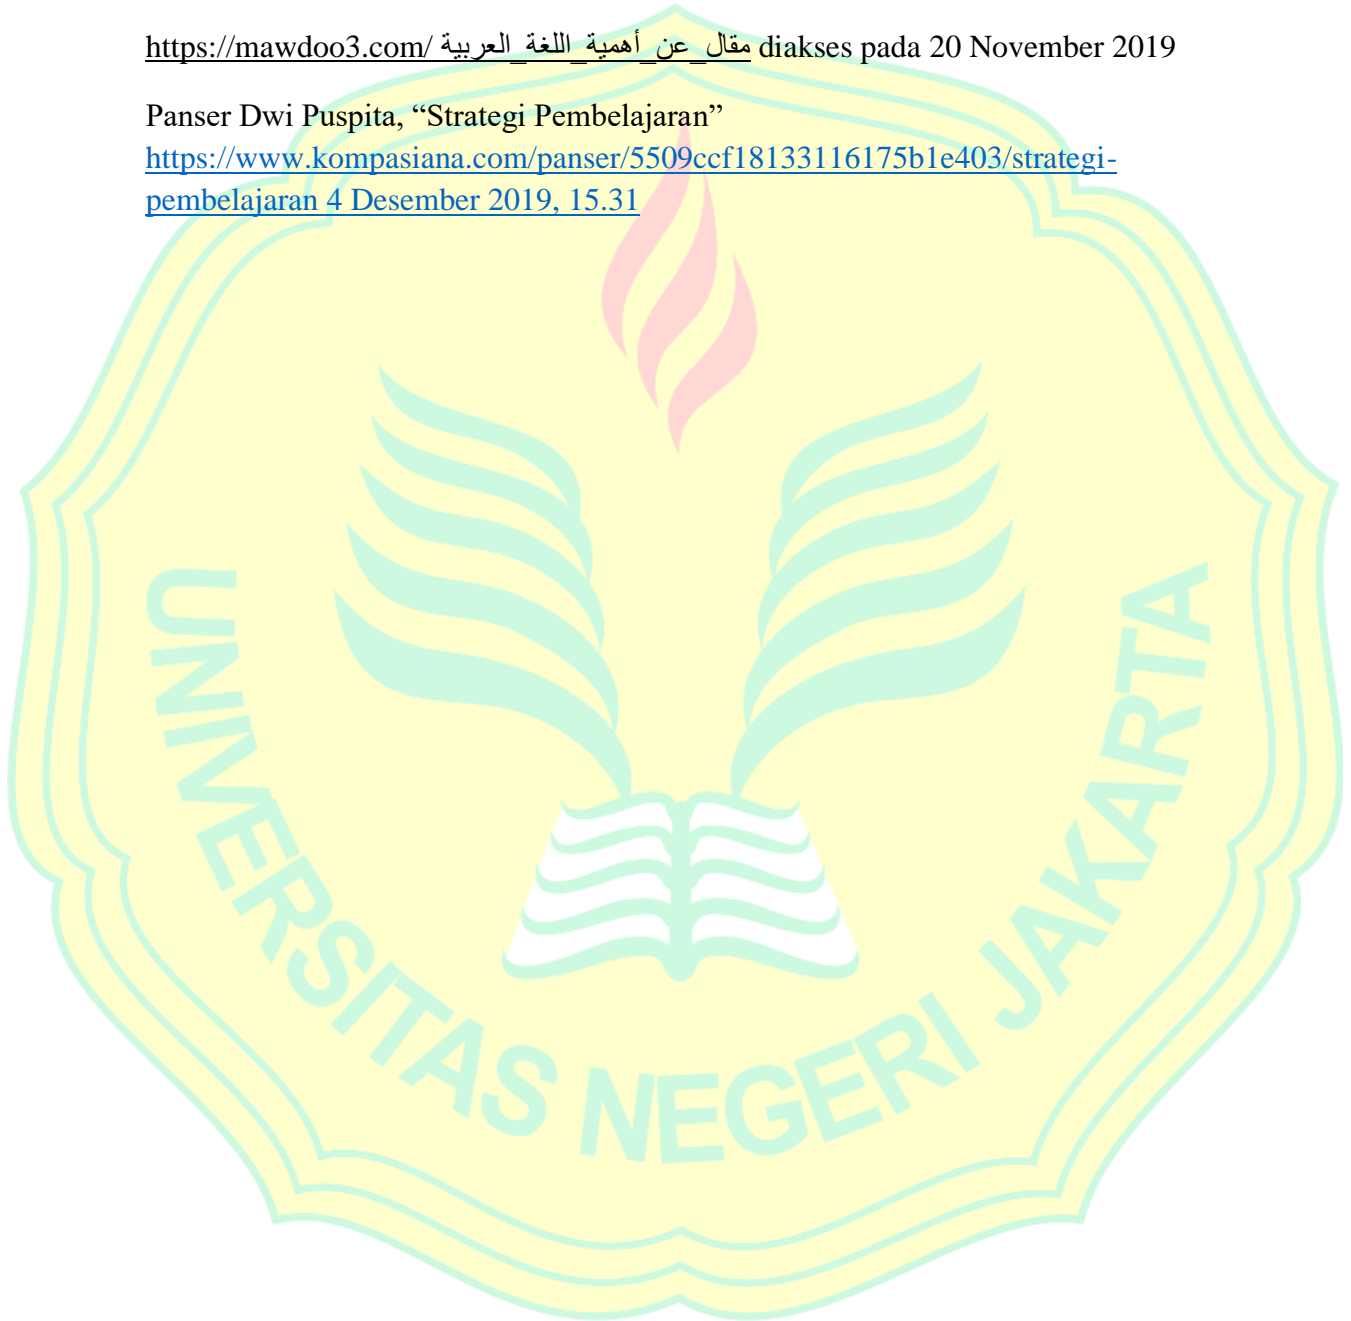 https://mawdoo3.com/ مقال_عن_أهمية_اللغة_العربية diakses pada 20 November 2019
Panser Dwi Puspita, “Strategi Pembelajaran”
https://www.kompasiana.com/panser/5509ccf18133116175b1e403/strategi-
pembelajaran 4 Desember 2019, 15.31
UNIVERSITAS NEGERI JAKARTA